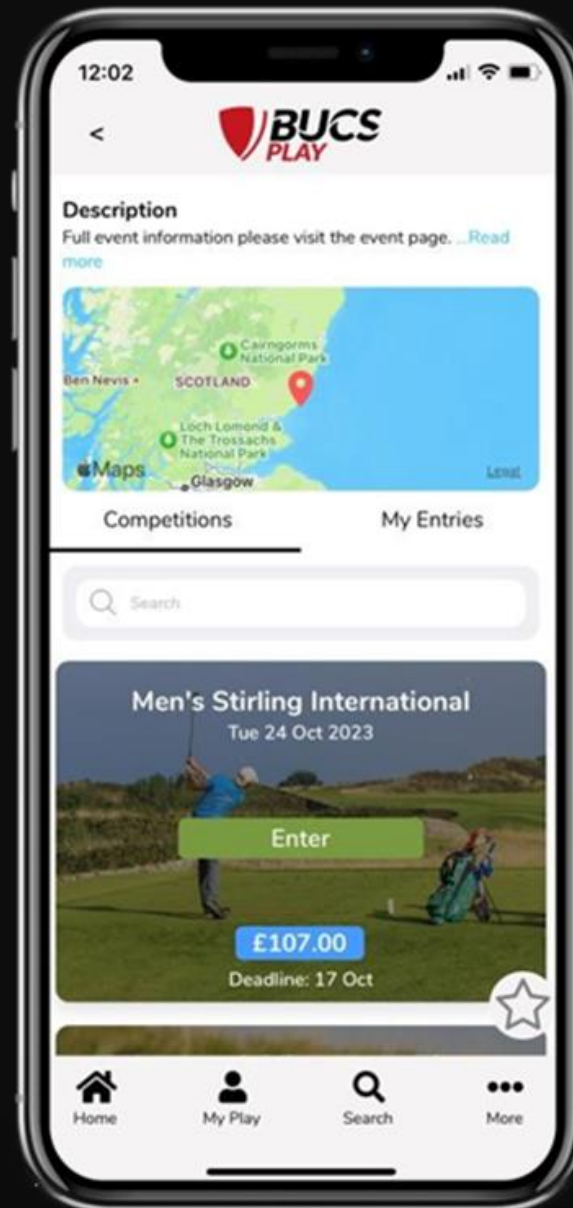 12:02
<
BUCS
PLAY
Description
Full event information please visit the event page. ...Read
more
Cairngorms
National Park
Ben Nevis
SCOTLAND
Loch Lomond &
The Trossachs
National Park
Maps
Glasgow
Legal
Competitions
My Entries
Search
Men's Stirling International
Tue 24 Oct 2023
Enter
£107.00
Deadline: 17 Oct
Home
My Play
Search
More